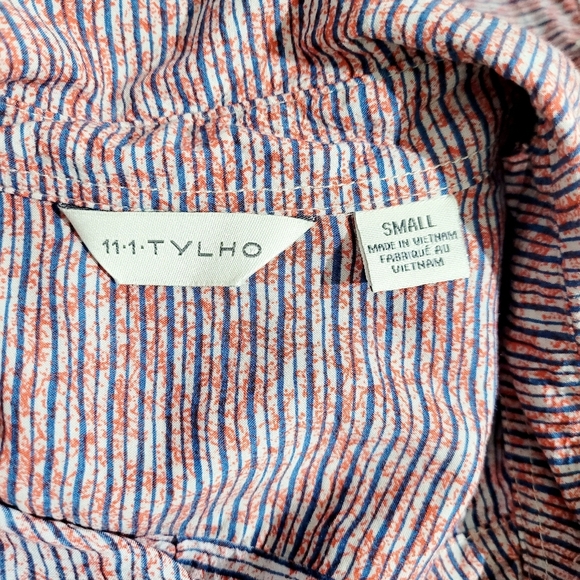 11·1·TYLHO
SMALL
MADE IN VIETNAM
FABRIQUÉ AU
VIETNAM